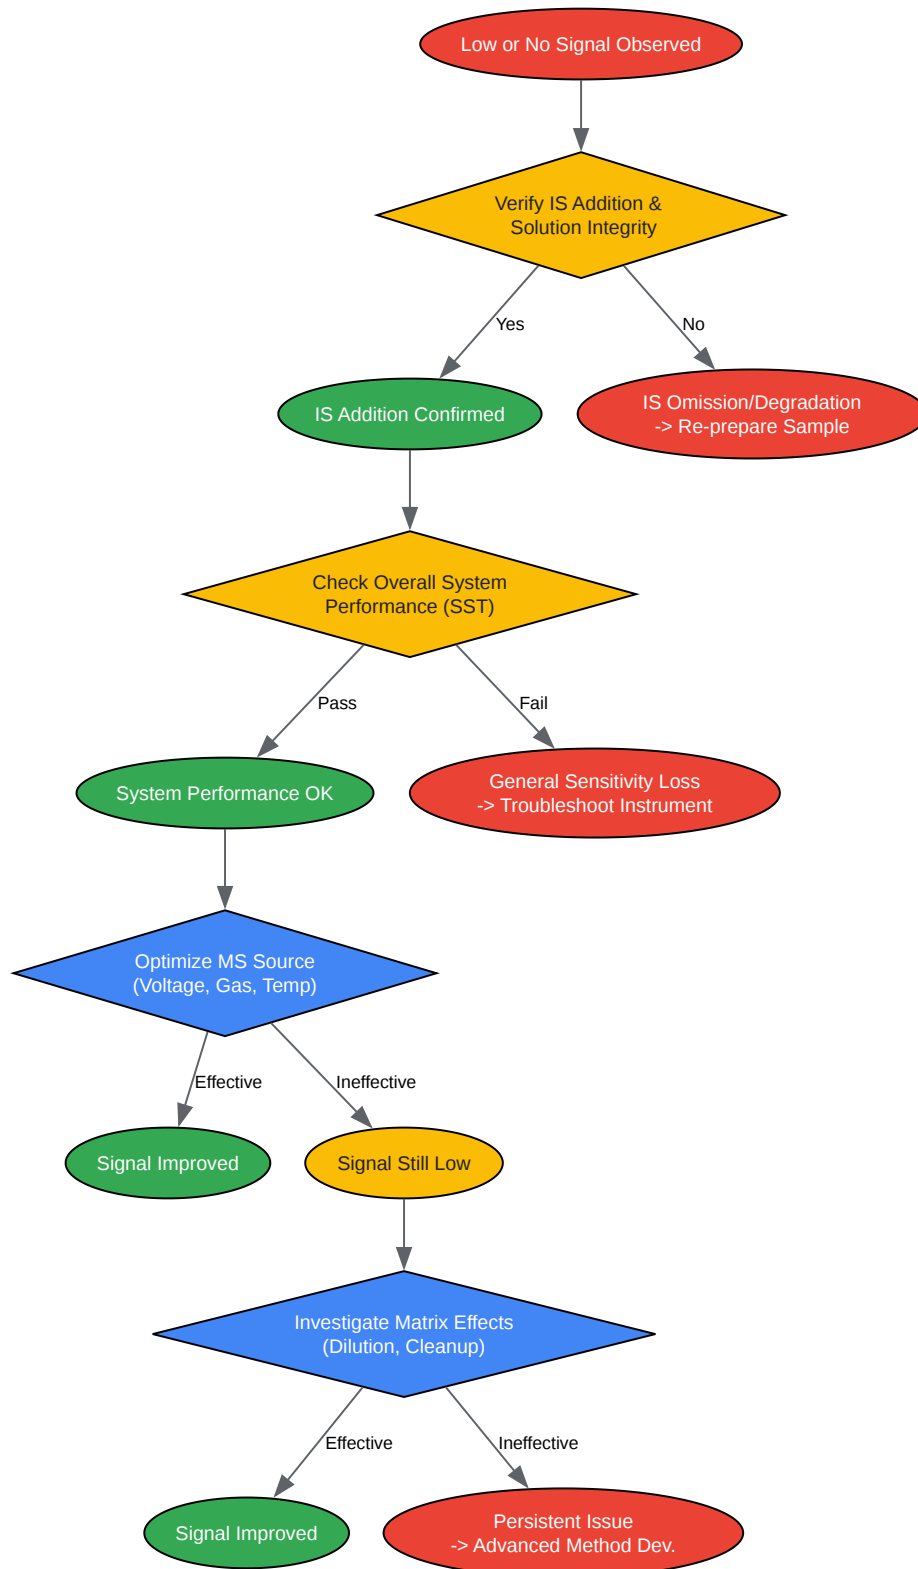 Low or No Signal Observed
Verify IS Addition &
Solution Integrity
Yes
No
IS Addition Confirmed
IS Omission/Degradation
-> Re-prepare Sample
Check Overall System
Performance (SST)
Pass
Fail
System Performance OK
General Sensitivity Loss
-> Troubleshoot Instrument
Optimize MS Source
(Voltage, Gas, Temp)
Effective
Ineffective
Signal Improved
Signal Still Low
Investigate Matrix Effects
(Dilution, Cleanup)
Effective
Ineffective
Signal Improved
Persistent Issue
-> Advanced Method Dev.